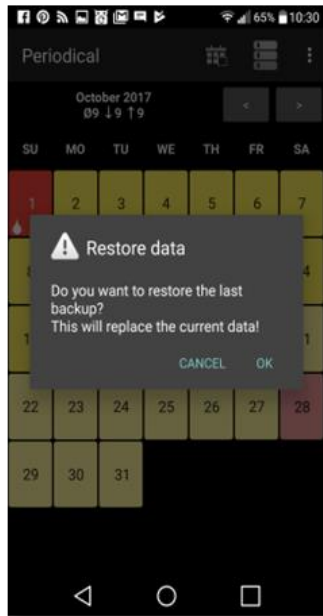 65% 10:30
Periodical
October 2017
Ø9 ↓9 ↑9
< >
SU MO TU WE TH FR SA
1 2 3 4 5 6 7
Restore data
Do you want to restore the last
backup?
This will replace the current data!
CANCEL OK
22 23 24 25 26 27 28
29 30 31